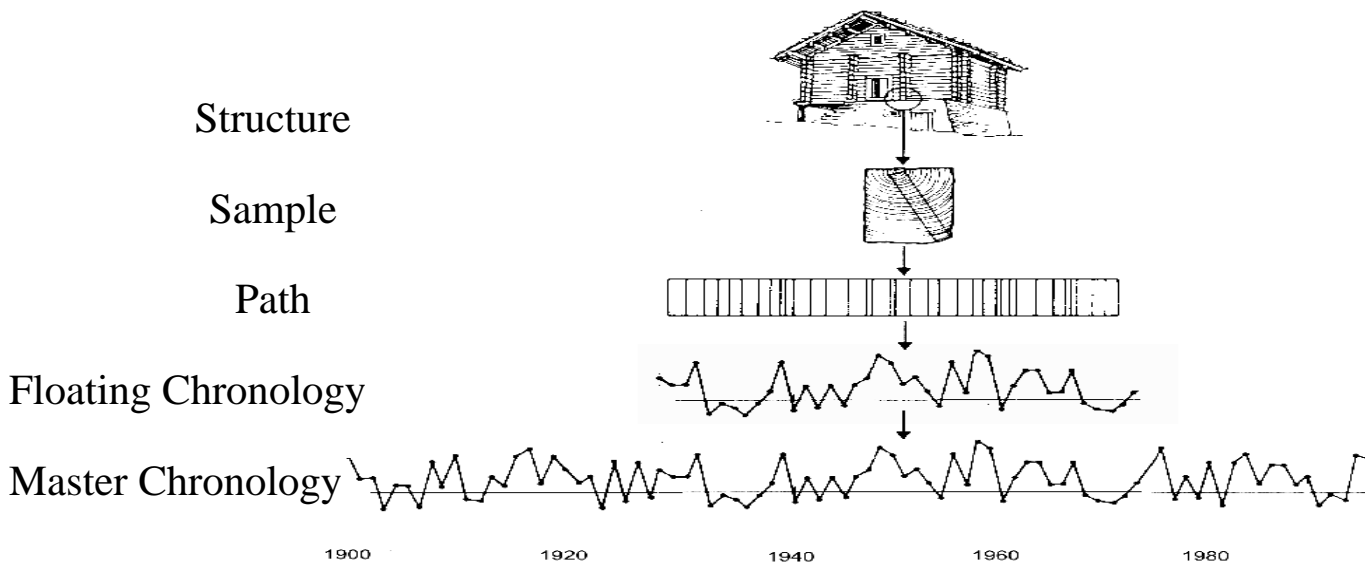 Structure
Sample
Path
Floating Chronology
Master Chronology
1900 1920 1940 1960 1980